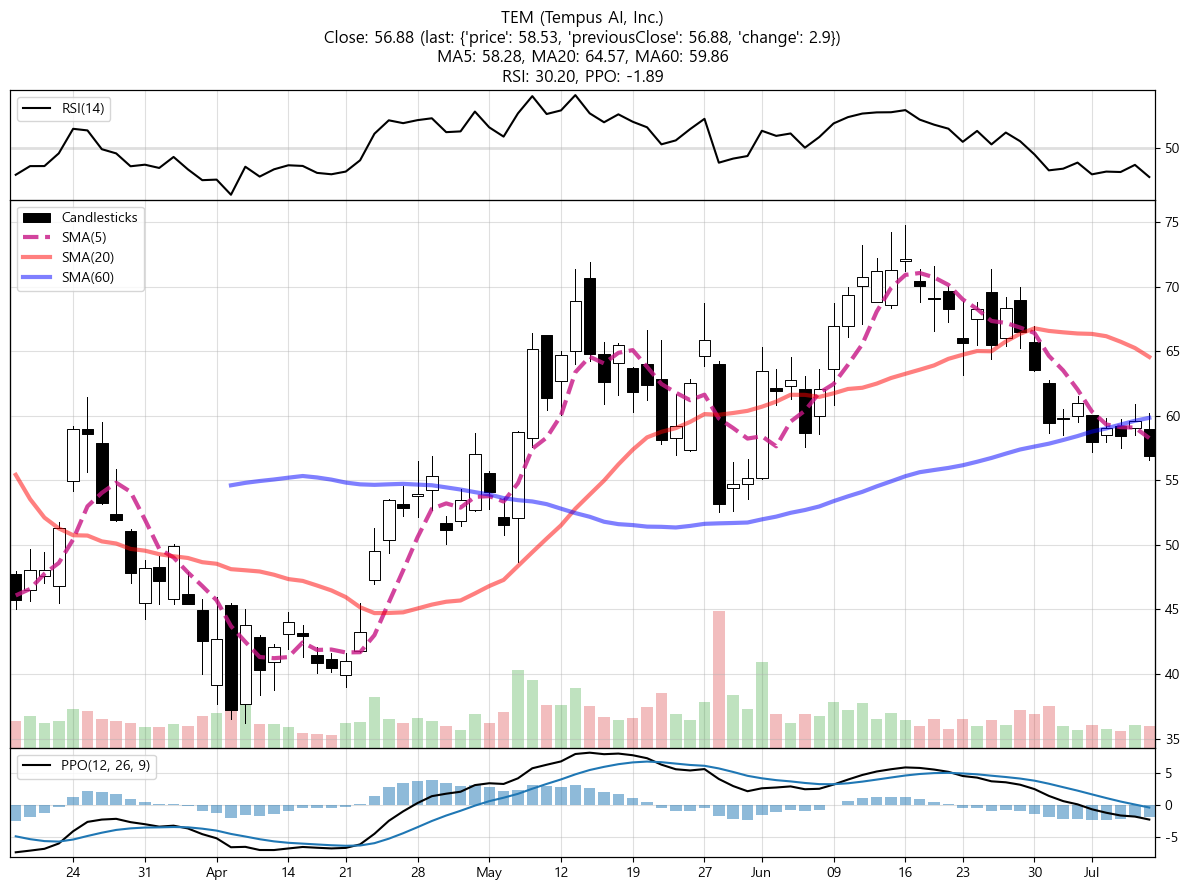 TEM (Tempus AI, Inc.)
Close: 56.88 (last: {'price': 58.53, 'previousClose': 56.88, 'change': 2.9})
MA5: 58.28, MA20: 64.57, MA60: 59.86
RSI: 30.20, PPO: -1.89
RSI(14)
50
Candlesticks
SMA(5)
SMA(20)
SMA(60)
75
70
65
60
55
50
45
40
35
PPO(12, 26, 9)
5
0
-5
24 31 Apr 14 21 28 May 12 19 27 Jun 09 16 23 30 Jul